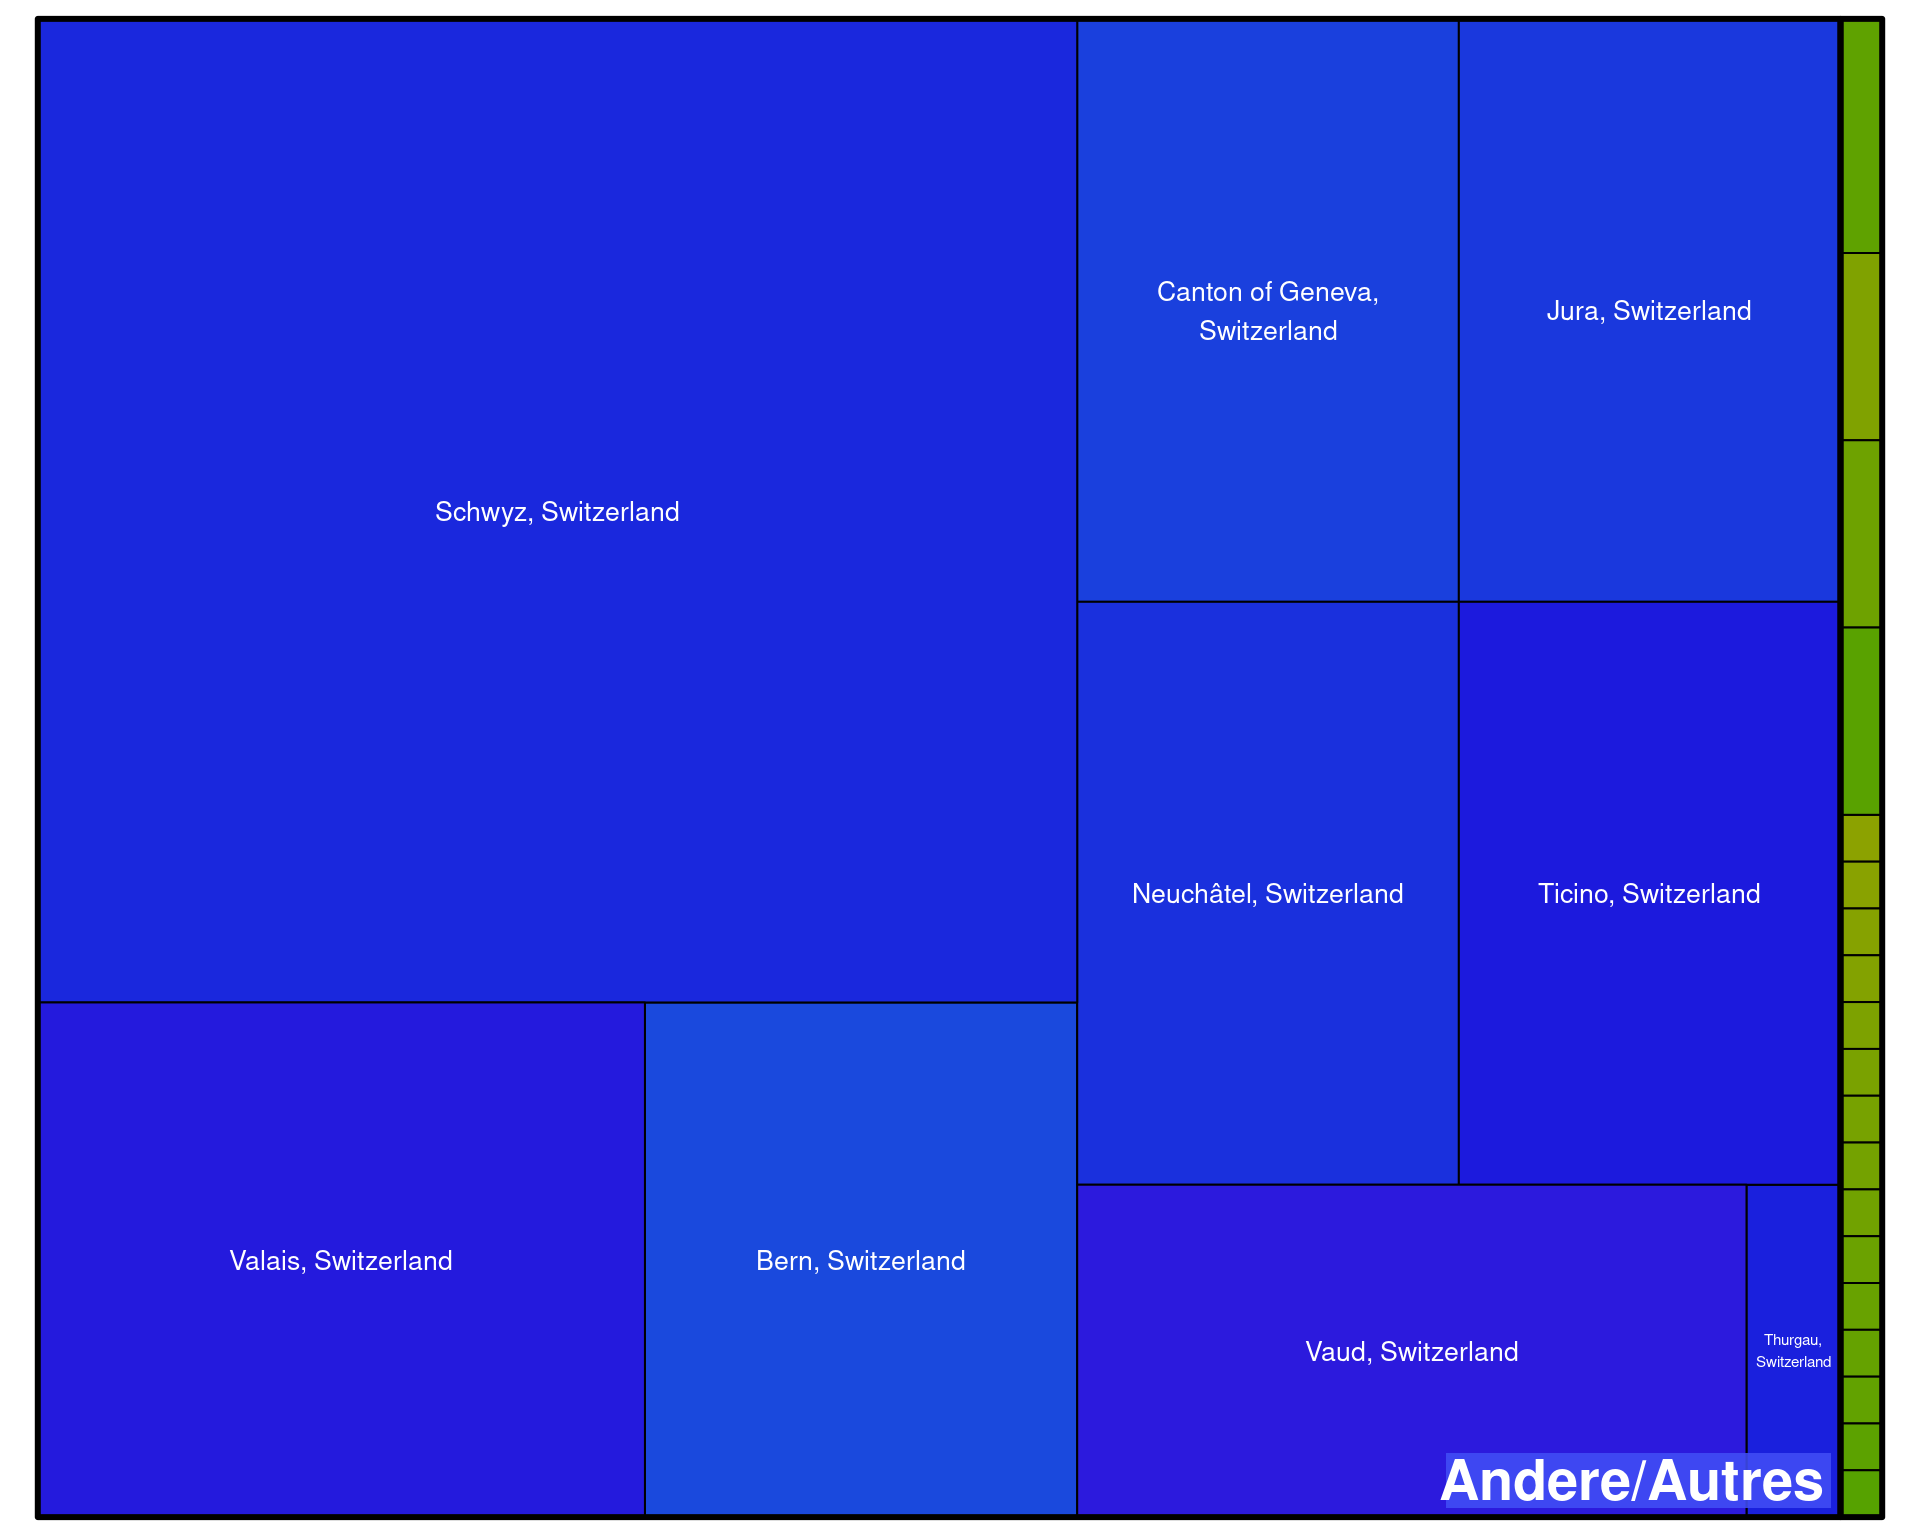 Schwyz, Switzerland
Canton of Geneva,
Switzerland
Jura, Switzerland
Neuchâtel, Switzerland
Ticino, Switzerland
Valais, Switzerland
Bern, Switzerland
Vaud, Switzerland
Thurgau,
Switzerland
Andere/Autres